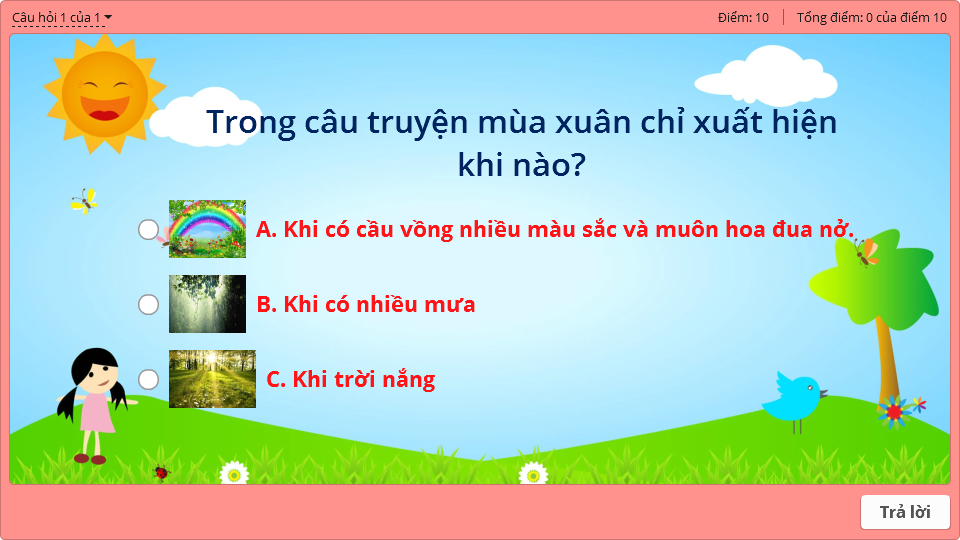 Câu hỏi 1 của 1
Điểm: 10
Tổng điểm: 0 của điểm 10
Trong câu truyện mùa xuân chỉ xuất hiện
khi nào?
A. Khi có cầu vồng nhiều màu sắc và muôn hoa đua nở.
B. Khi có nhiều mưa
C. Khi trời nắng
Trả lời